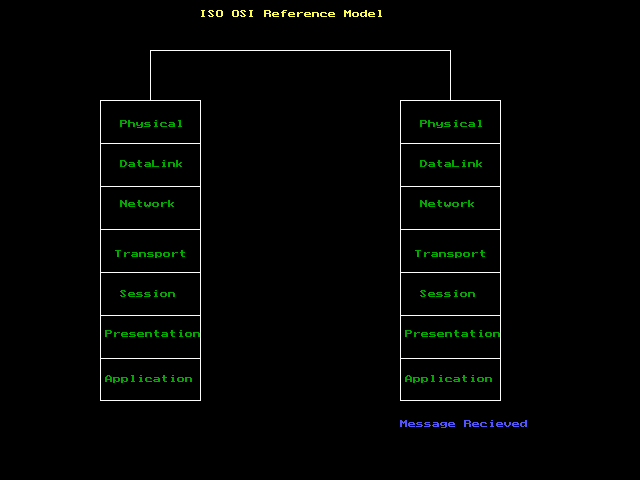 ISO OSI Reference Model
Physical
DataLink
Network
Transport
Session
Presentation
Application
Physical
DataLink
Network
Transport
Session
Presentation
Application
Message Recieved